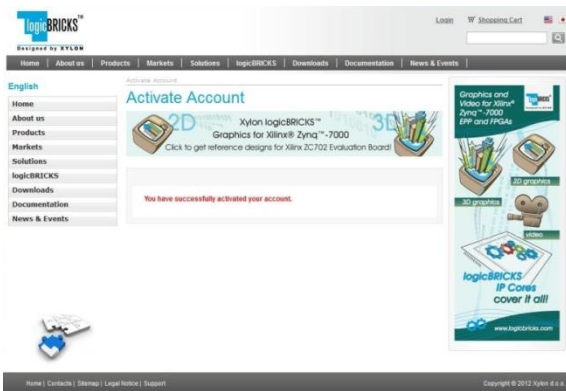 logicBRICKS™
Designed by XYLON
Login
Shopping Cart
Home | About us | Products | Markets | Solutions | logicBRICKS | Downloads | Documentation | News & Events
English
Home
About us
Products
Markets
Solutions
logicBRICKS
Downloads
Documentation
News & Events
Activate Account
Activate Account
2D
3D
Xylon logicBRICKS™
Graphics for Xilinx® Zynq™-7000
Click to get reference designs for Xilinx ZC702 Evaluation Board!
You have successfully activated your account.
Graphics and
Video for Xilinx®
Zynq™-7000
EPP and FPGAs
logicBRICKS
2D graphics
3D graphics
video
logicBRICKS
IP Cores
cover it all!
www.logicbricks.com
Home | Contacts | Sitemap | Legal Notice | Support
Copyright © 2012 Xylon d.o.o.